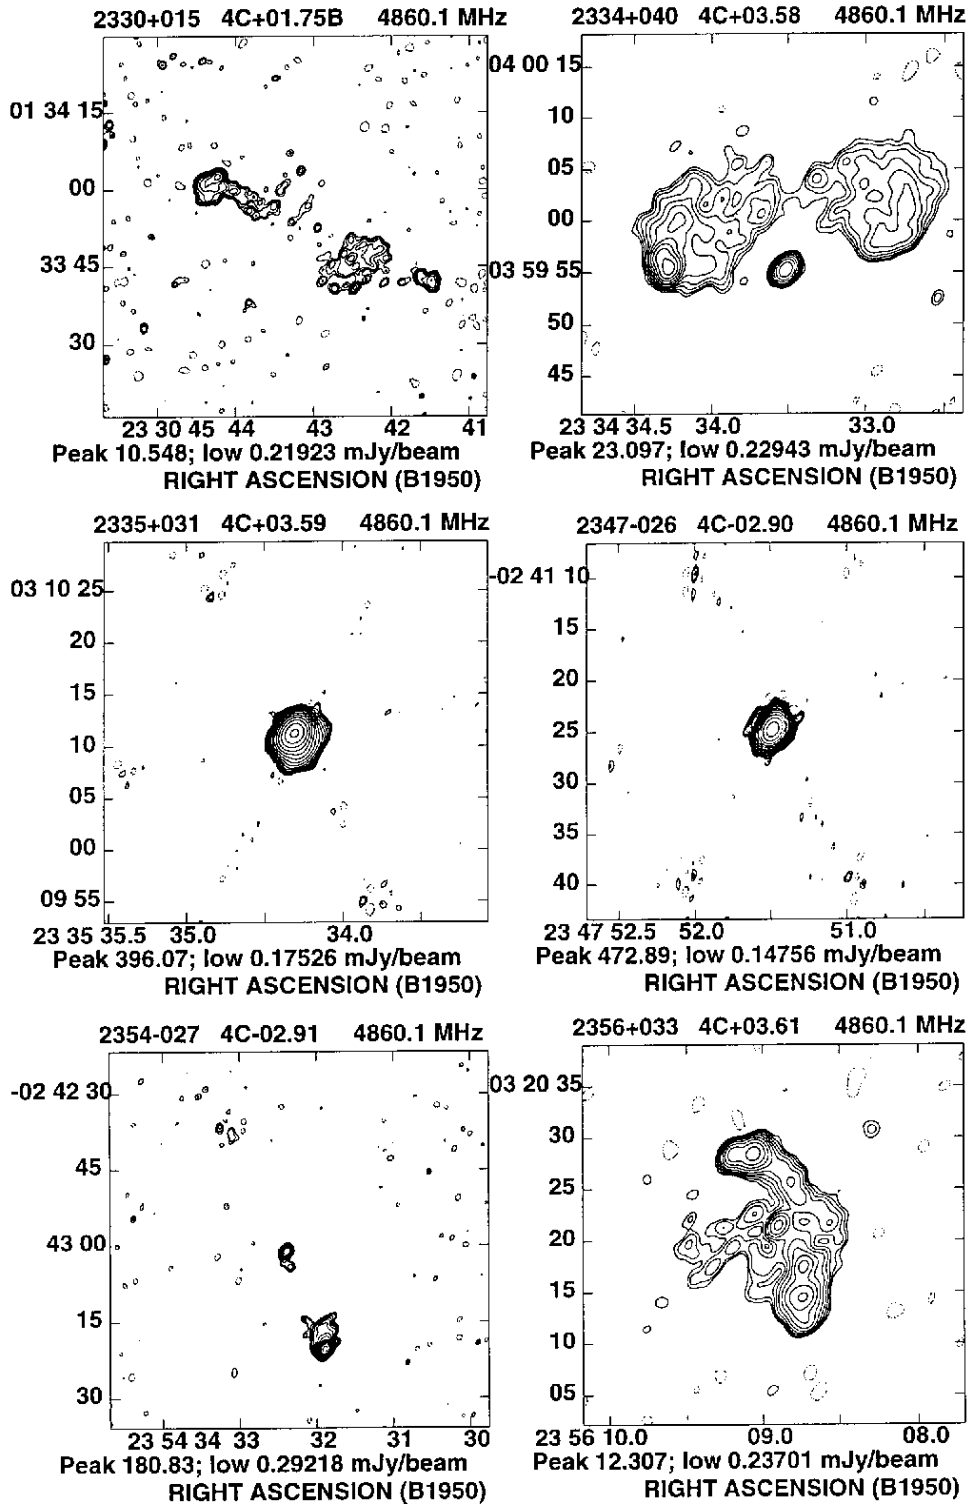 2330+015 4C+01.75B 4860.1 MHz
01 34 15
00
33 45
30
23 30 45 44 43 42 41
Peak 10.548; low 0.21923 mJy/beam
RIGHT ASCENSION (B1950)
2334+040 4C+03.58 4860.1 MHz
04 00 15
10
05
00
03 59 55
50
45
23 34 34.5 34.0 33.0
Peak 23.097; low 0.22943 mJy/beam
RIGHT ASCENSION (B1950)
2335+031 4C+03.59 4860.1 MHz
03 10 25
20
15
10
05
00
09 55
23 35 35.5 35.0 34.0
Peak 396.07; low 0.17526 mJy/beam
RIGHT ASCENSION (B1950)
2347-026 4C-02.90 4860.1 MHz
-02 41 10
15
20
25
30
35
40
23 47 52.5 52.0 51.0
Peak 472.89; low 0.14756 mJy/beam
RIGHT ASCENSION (B1950)
2354-027 4C-02.91 4860.1 MHz
-02 42 30
45
43 00
15
30
23 54 34 33 32 31 30
Peak 180.83; low 0.29218 mJy/beam
RIGHT ASCENSION (B1950)
2356+033 4C+03.61 4860.1 MHz
03 20 35
30
25
20
15
10
05
23 56 10.0 09.0 08.0
Peak 12.307; low 0.23701 mJy/beam
RIGHT ASCENSION (B1950)